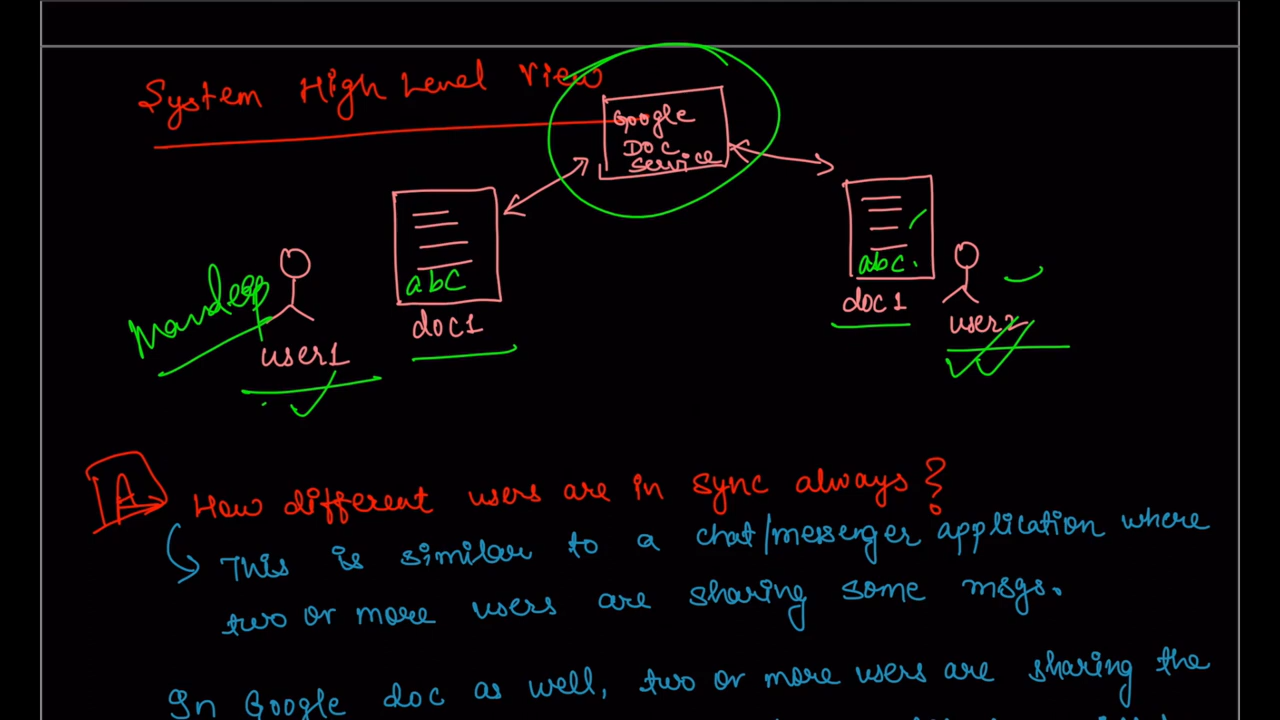 System High Level View
Google
DOC
Service
abc
doc1
abc.
doc1
user1
user2
A
How different users are in sync always?
This is similar to a chat/messenger application where
two or more users are sharing some msgs.
In Google doc as well, two or more users are sharing the